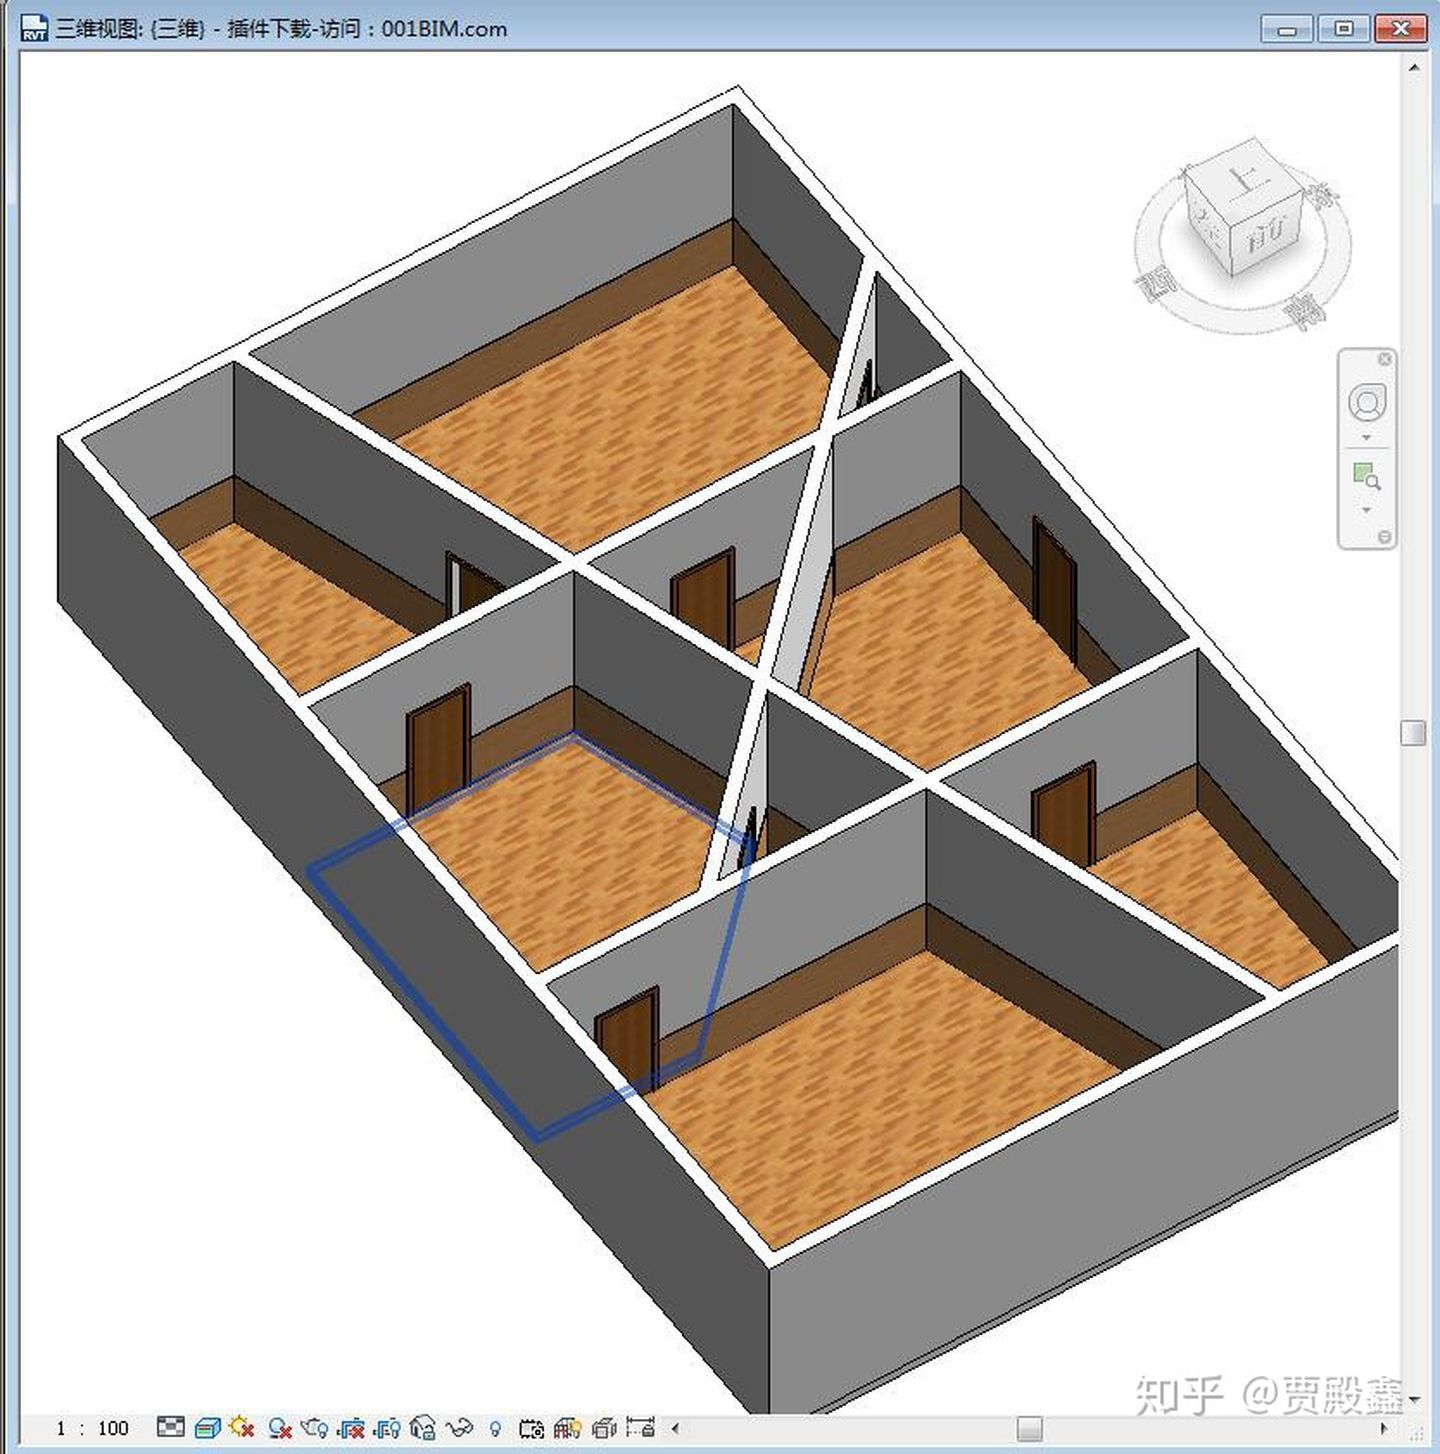 三维视图: {三维} - 插件下载-访问：001BIM.com
上
前
西
南
1 : 100
知乎 @贾殿鑫